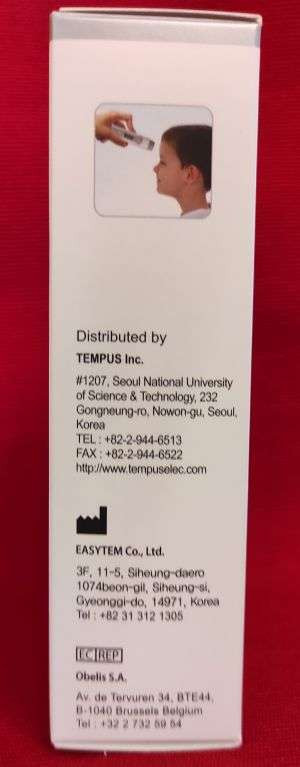 Distributed by
TEMPUS Inc.
#1207, Seoul National University
of Science & Technology, 232
Gongneung-ro, Nowon-gu, Seoul,
Korea
TEL : +82-2-944-6513
FAX : +82-2-944-6522
http://www.tempuselec.com
EASYTEM Co., Ltd.
3F, 11-5, Siheung-daero
1074beon-gil, Siheung-si,
Gyeonggi-do, 14971, Korea
Tel : +82 31 312 1305
EC REP
Obelis S.A.
Av. de Tervuren 34, BTE44,
B-1040 Brussels Belgium
Tel : +32 2 732 59 54